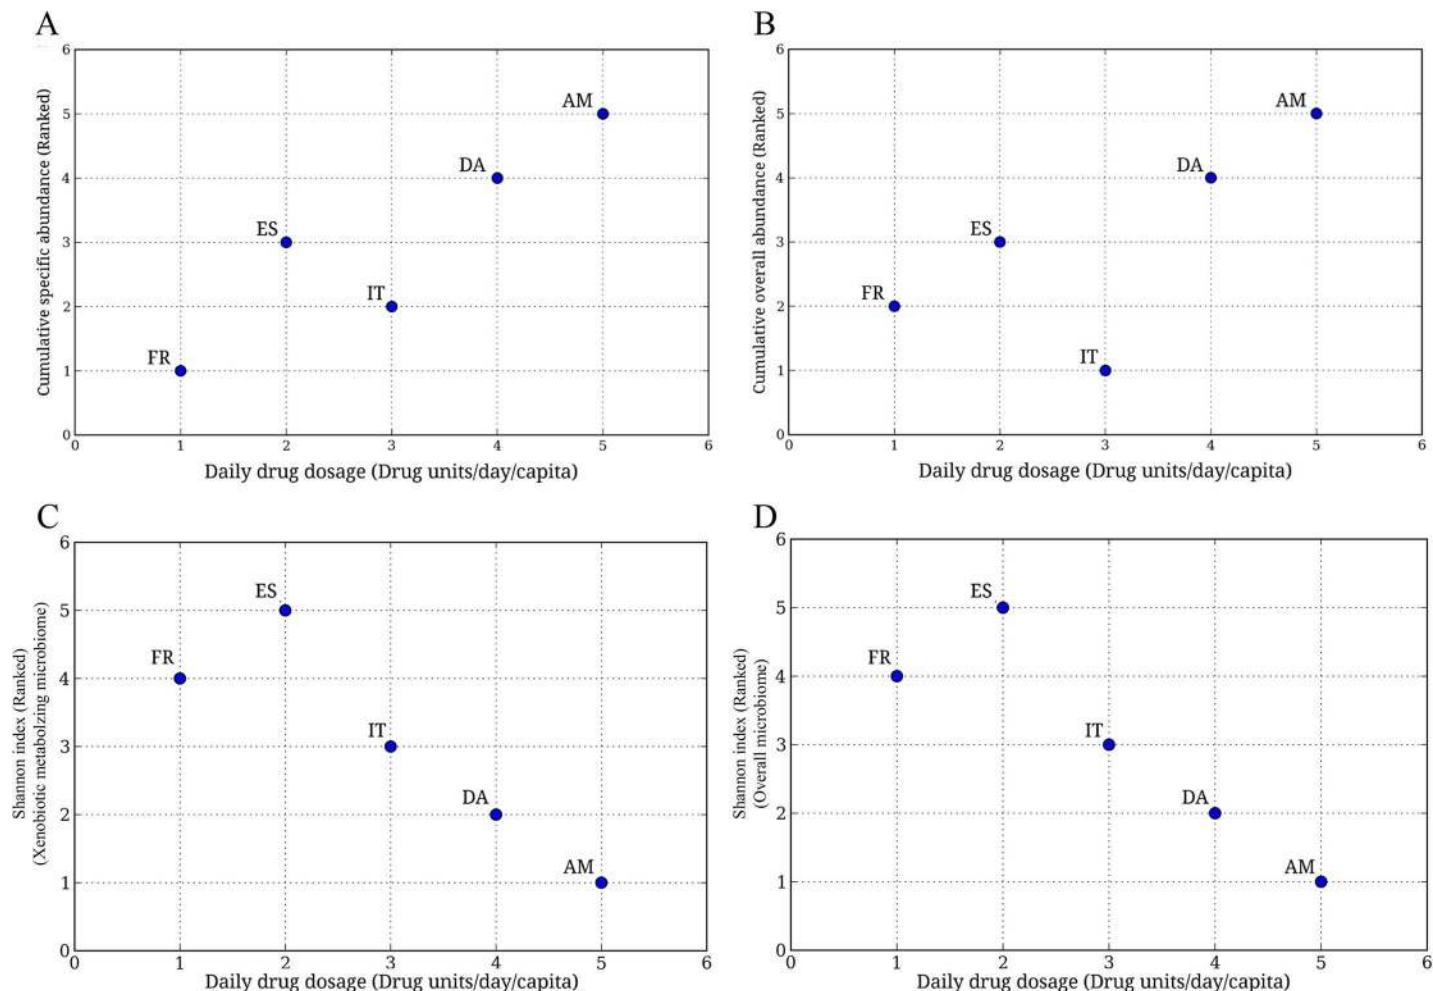 A
6
5
4
3
2
1
0
Cumulative specific abundance (Ranked)
AM
DA
ES
IT
FR
0 1 2 3 4 5 6
Daily drug dosage (Drug units/day/capita)
B
6
5
4
3
2
1
0
Cumulative overall abundance (Ranked)
AM
DA
ES
FR
IT
0 1 2 3 4 5 6
Daily drug dosage (Drug units/day/capita)
C
6
5
4
3
2
1
0
Shannon index (Ranked)
(Xenobiotic metabolzing microbiome)
ES
FR
IT
DA
AM
0 1 2 3 4 5 6
Daily drug dosage (Drug units/day/capita)
D
6
5
4
3
2
1
0
Shannon index (Ranked)
(Overall microbiome)
ES
FR
IT
DA
AM
0 1 2 3 4 5 6
Daily drug dosage (Drug units/day/capita)